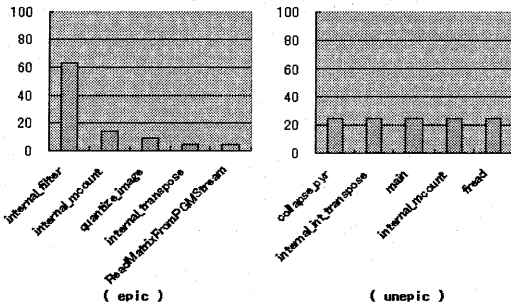 100
80
60
40
20
0
internal_filter
internal_mcount
quantize_image
internal_transpose
ReadMatrixFromPGMStream
( epic )
100
80
60
40
20
0
collapse_pyr
internal_int_transpose
main
internal_mcount
fread
( unepic )